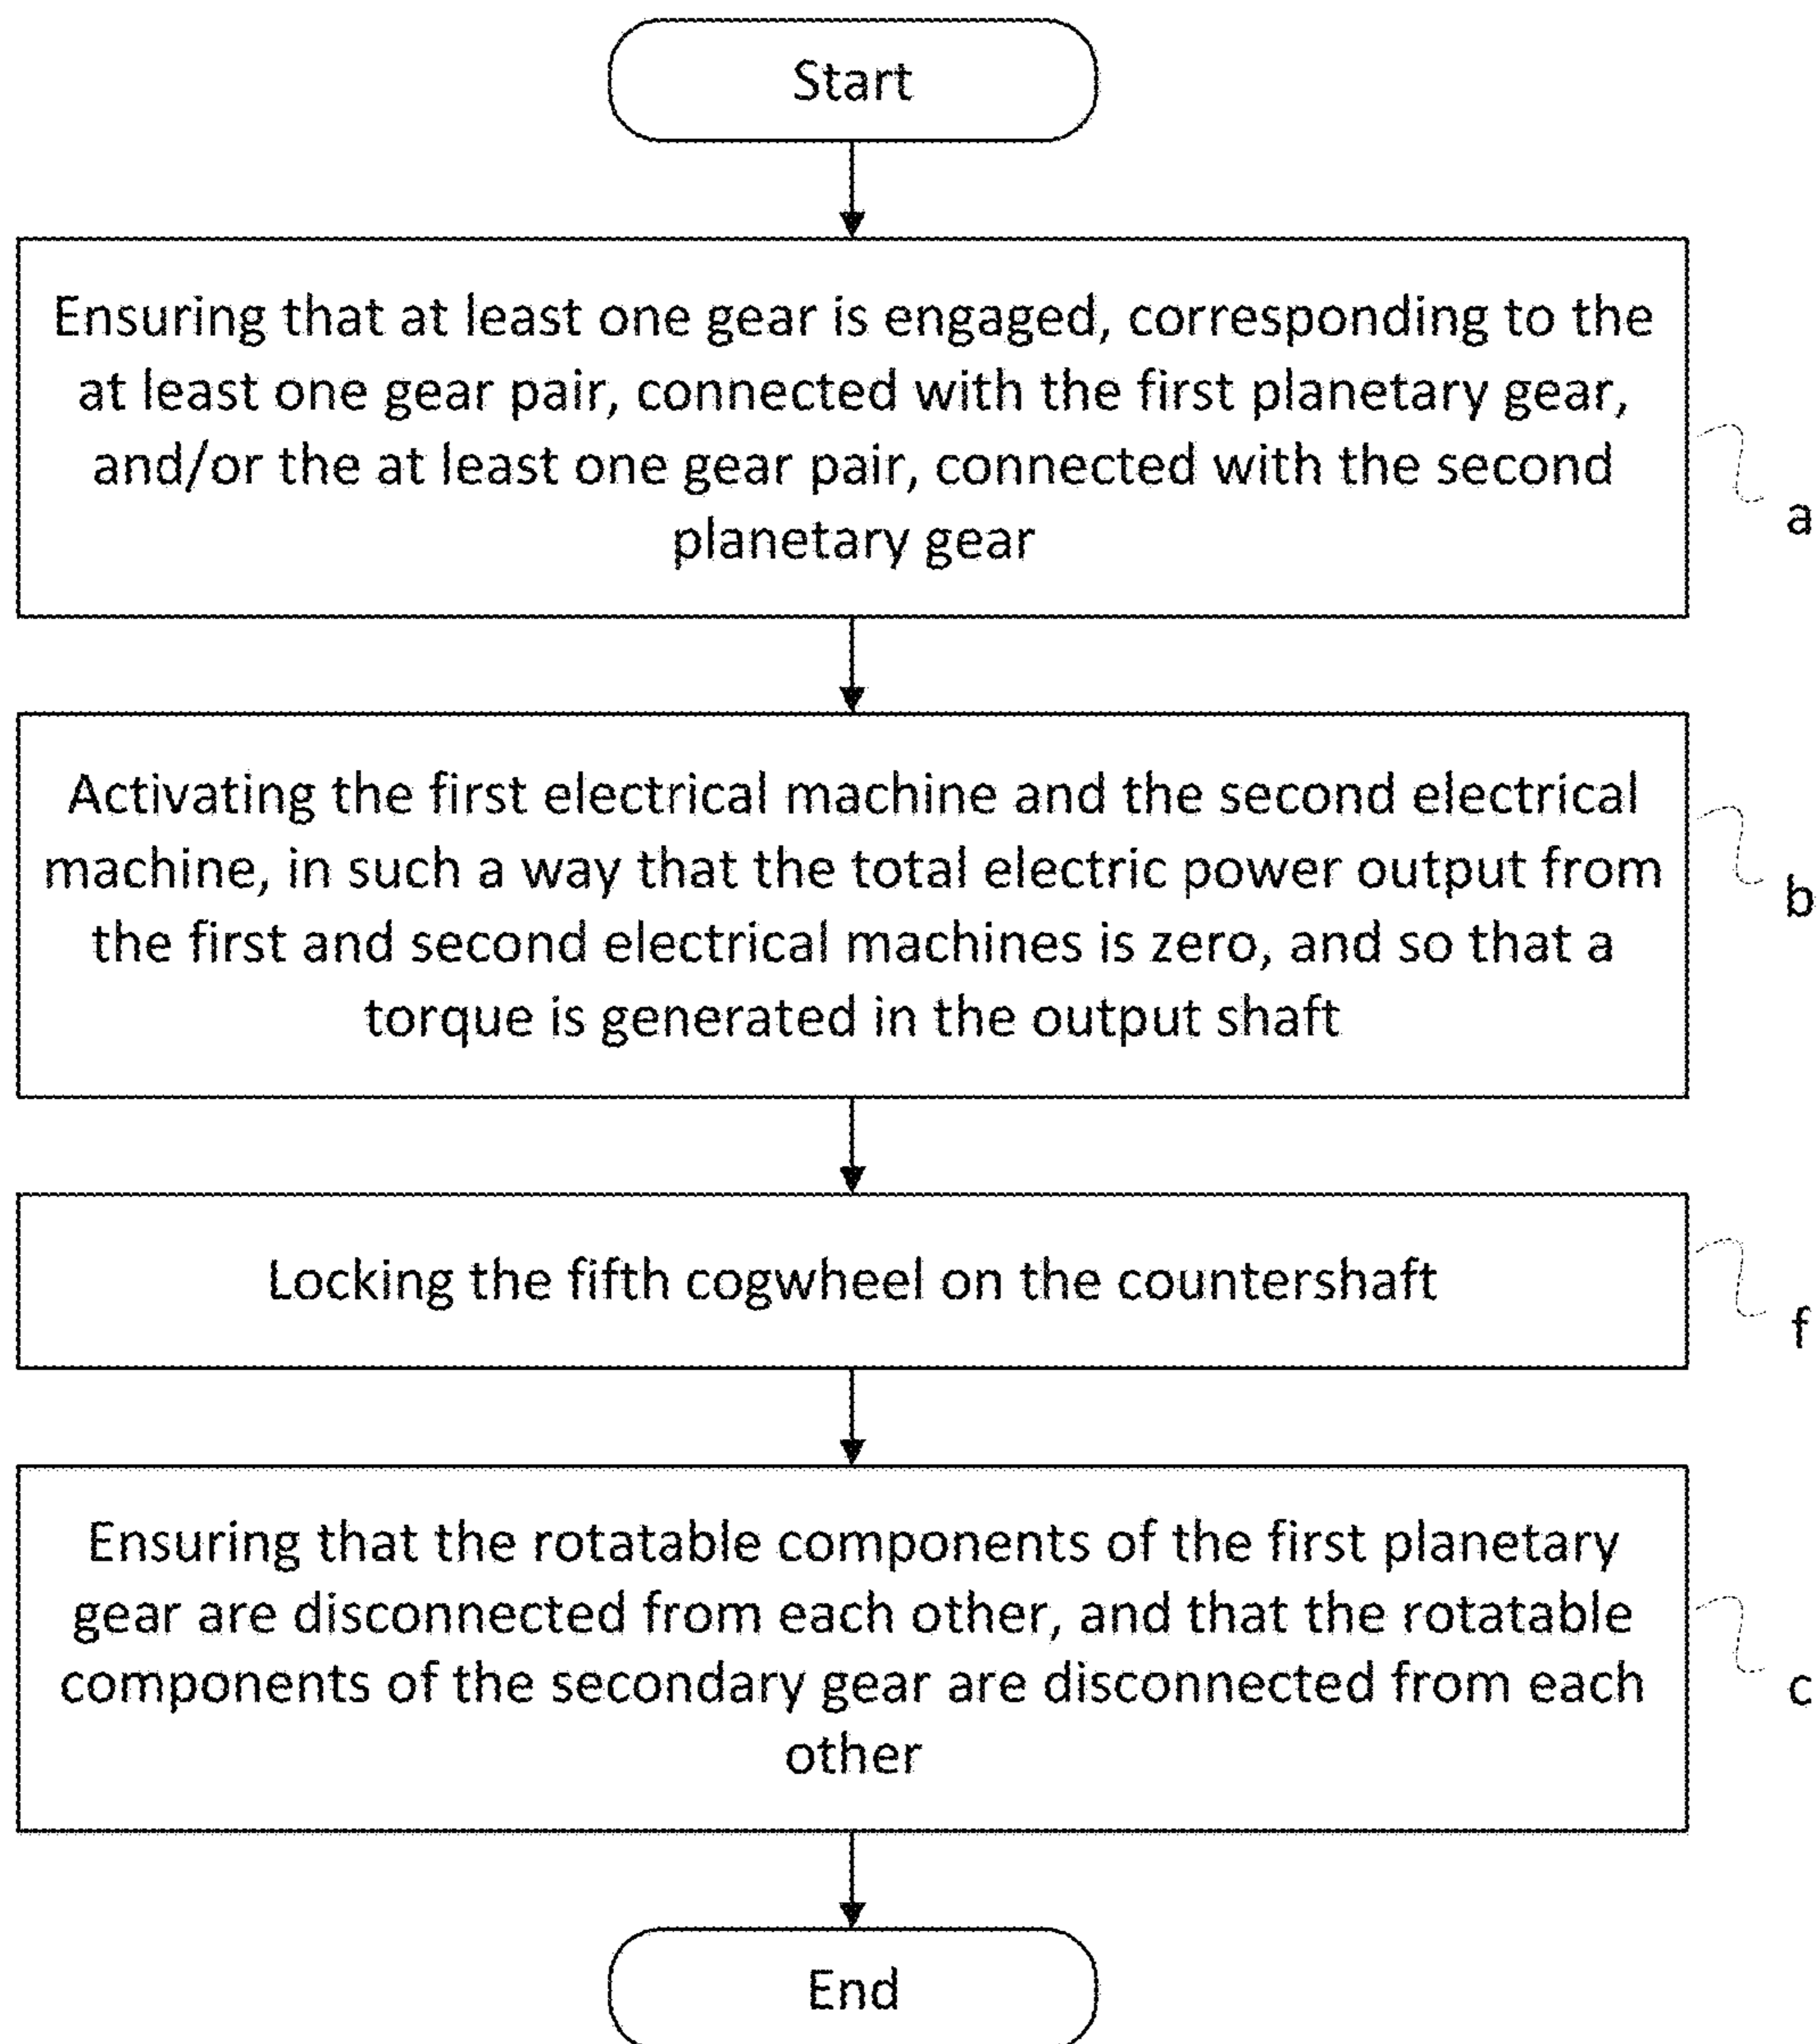 Start
Ensuring that at least one gear is engaged, corresponding to the
at least one gear pair, connected with the first planetary gear,
and/or the at least one gear pair, connected with the second
planetary gear
a
Activating the first electrical machine and the second electrical
machine, in such a way that the total electric power output from
the first and second electrical machines is zero, and so that a
torque is generated in the output shaft
b
Locking the fifth cogwheel on the countershaft
f
Ensuring that the rotatable components of the first planetary
gear are disconnected from each other, and that the rotatable
components of the secondary gear are disconnected from each
other
c
End